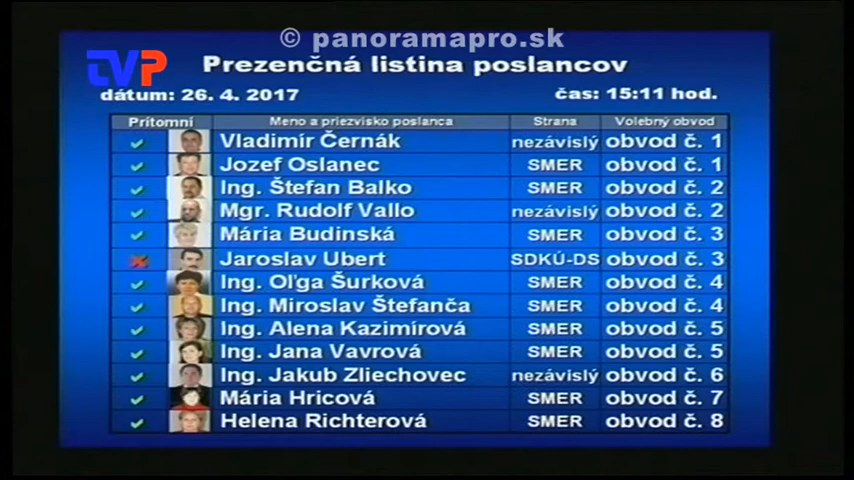 © panoramapro.sk
TVP
Prezenčná listina poslancov
dátum: 26. 4. 2017 čas: 15:11 hod.
Prítomní Meno a priezvisko poslanca Strana Volebný obvod
Vladimír Černák nezávislý obvod č. 1
Jozef Oslanec SMER obvod č. 1
Ing. Štefan Balko SMER obvod č. 2
Mgr. Rudolf Vallo nezávislý obvod č. 2
Mária Budinská SMER obvod č. 3
Jaroslav Ubert SDKÚ-DS obvod č. 3
Ing. Oľga Šurková SMER obvod č. 4
Ing. Miroslav Štefanča SMER obvod č. 4
Ing. Alena Kazimírová SMER obvod č. 5
Ing. Jana Vavrová SMER obvod č. 5
Ing. Jakub Zliechovec nezávislý obvod č. 6
Mária Hricová SMER obvod č. 7
Helena Richterová SMER obvod č. 8